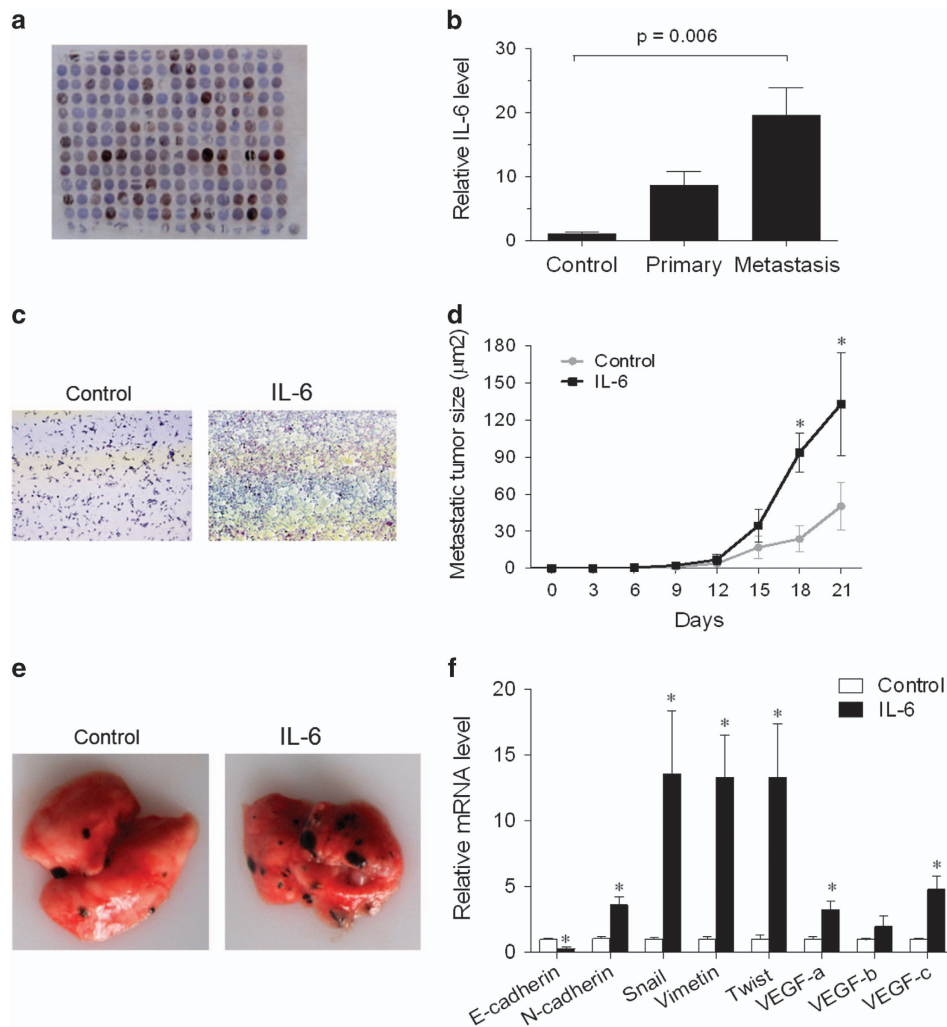 a
b
p = 0.006
Relative IL-6 level
30
20
10
0
Control Primary Metastasis
c
Control
IL-6
d
Metastatic tumor size (μm2)
180
150
120
90
60
30
0
Control
IL-6
*
*
0 3 6 9 12 15 18 21
Days
e
Control
IL-6
f
Relative mRNA level
20
15
10
5
0
Control
IL-6
* * * * * * *
E-cadherin
N-cadherin
Snail
Vimetin
Twist
VEGF-a
VEGF-b
VEGF-c